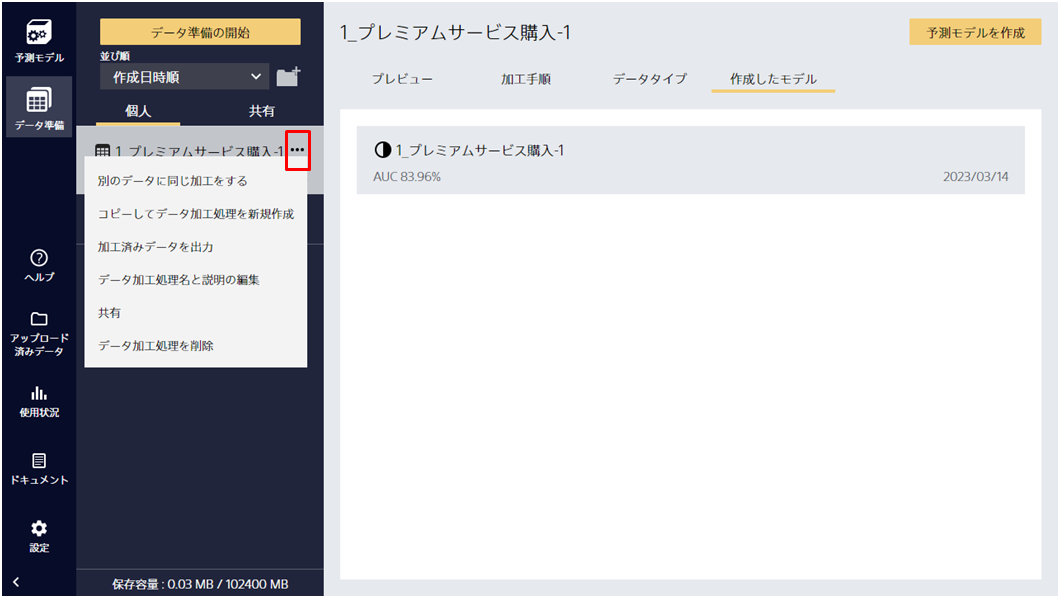 予測モデル
データ準備
ヘルプ
アップロード
済みデータ
使用状況
ドキュメント
設定
データ準備の開始
並び順
作成日時順
個人
共有
1_プレミアムサービス購入-1
別のデータに同じ加工をする
コピーしてデータ加工処理を新規作成
加工済みデータを出力
データ加工処理名と説明の編集
共有
データ加工処理を削除
保存容量 : 0.03 MB / 102400 MB
1_プレミアムサービス購入-1
予測モデルを作成
プレビュー
加工手順
データタイプ
作成したモデル
1_プレミアムサービス購入-1
AUC 83.96%
2023/03/14